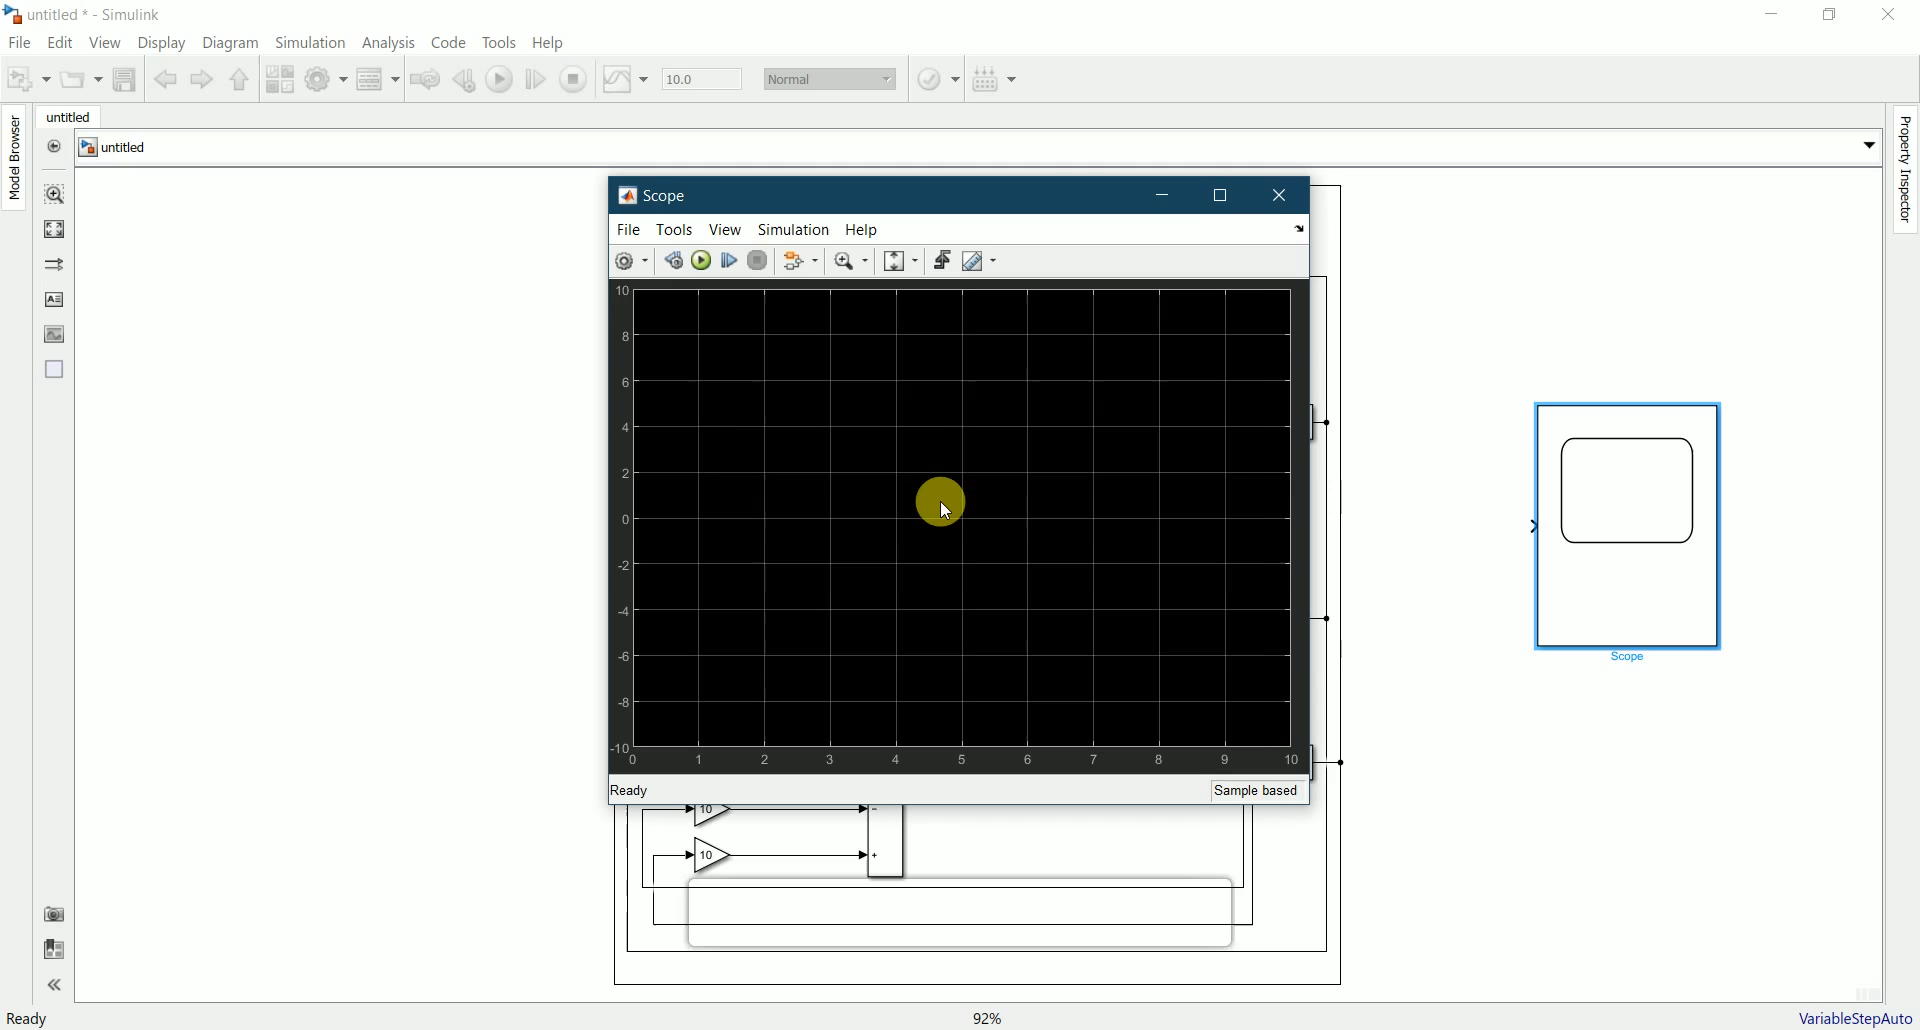 untitled * - Simulink
File Edit View Display Diagram Simulation Analysis Code Tools Help
10.0 Normal
Model Browser
untitled
untitled
Property Inspector
Scope
File Tools View Simulation Help
10
8
6
4
2
0
-2
-4
-6
-8
-10
0 1 2 3 4 5 6 7 8 9 10
Ready Sample based
Scope
10 -
10 +
Ready 92% VariableStepAuto